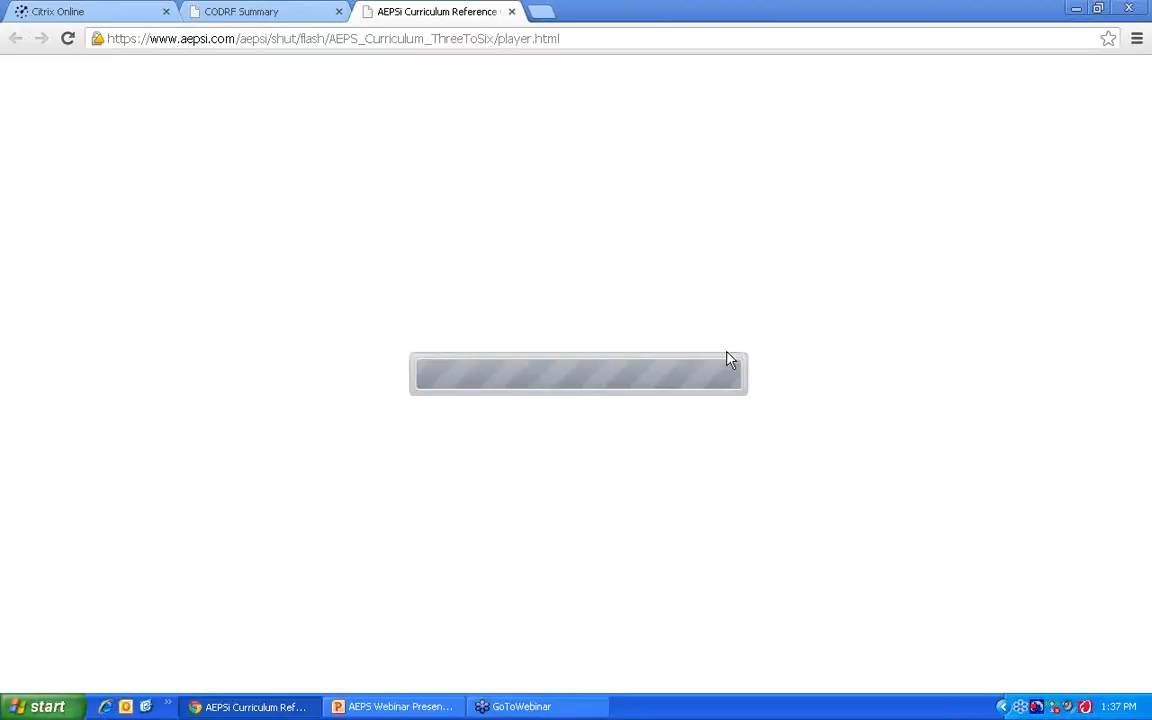 Citrix Online
CODRF Summary
AEPSi Curriculum Reference
https://www.aepsi.com/aepsi/shut/flash/AEPS_Curriculum_ThreeToSix/player.html
start
AEPSi Curriculum Ref...
AEPS Webinar Presen...
GoToWebinar
1:37 PM